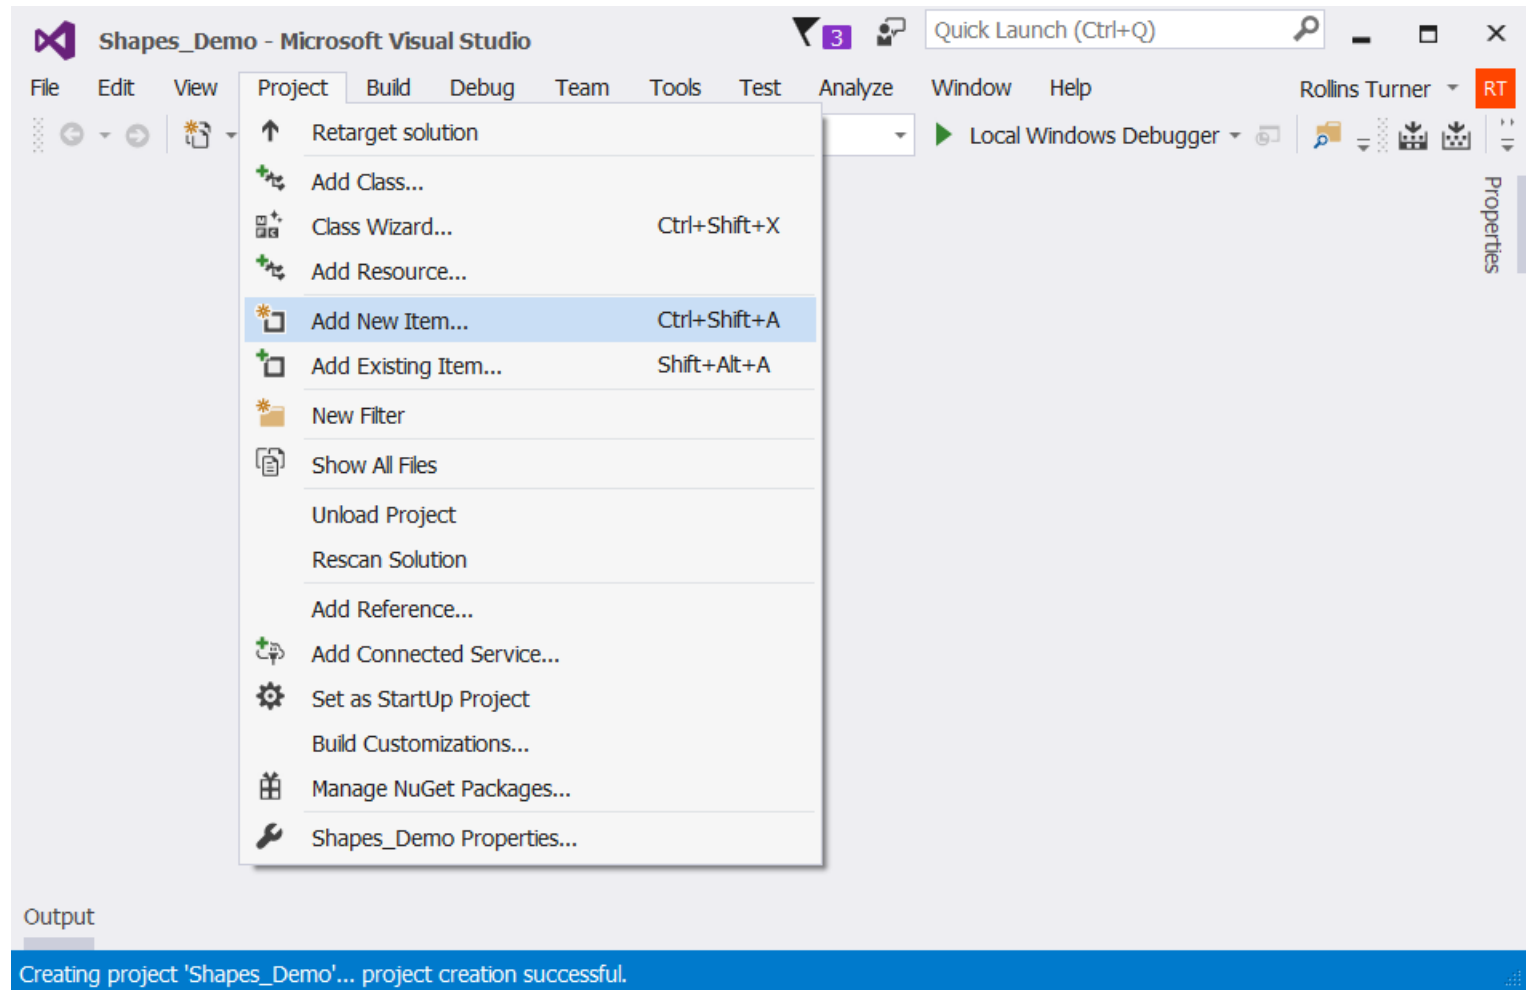 Shapes_Demo - Microsoft Visual Studio
3
Quick Launch (Ctrl+Q)
File Edit View Project Build Debug Team Tools Test Analyze Window Help Rollins Turner RT
Local Windows Debugger
Retarget solution
Add Class...
Class Wizard... Ctrl+Shift+X
Add Resource...
Add New Item... Ctrl+Shift+A
Add Existing Item... Shift+Alt+A
New Filter
Show All Files
Unload Project
Rescan Solution
Add Reference...
Add Connected Service...
Set as StartUp Project
Build Customizations...
Manage NuGet Packages...
Shapes_Demo Properties...
Properties
Output
Creating project 'Shapes_Demo'... project creation successful.